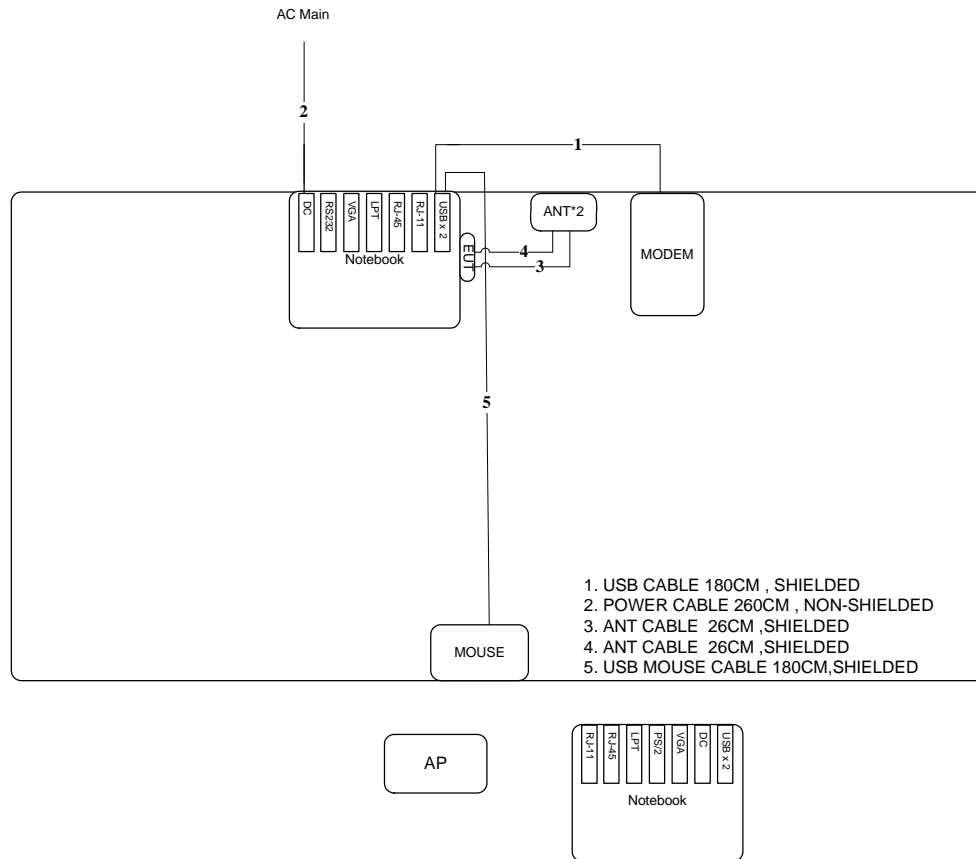 AC Main
2
1
DC
RS232
VGA
LPT
RJ-45
RJ-11
USB x 2
Notebook
EUT
ANT*2
4
3
MODEM
5
1. USB CABLE 180CM , SHIELDED
2. POWER CABLE 260CM , NON-SHIELDED
3. ANT CABLE  26CM ,SHIELDED
4. ANT CABLE  26CM ,SHIELDED
5. USB MOUSE CABLE 180CM,SHIELDED
MOUSE
AP
RJ-11
RJ-45
LPT
PS/2
VGA
DC
USB x 2
Notebook